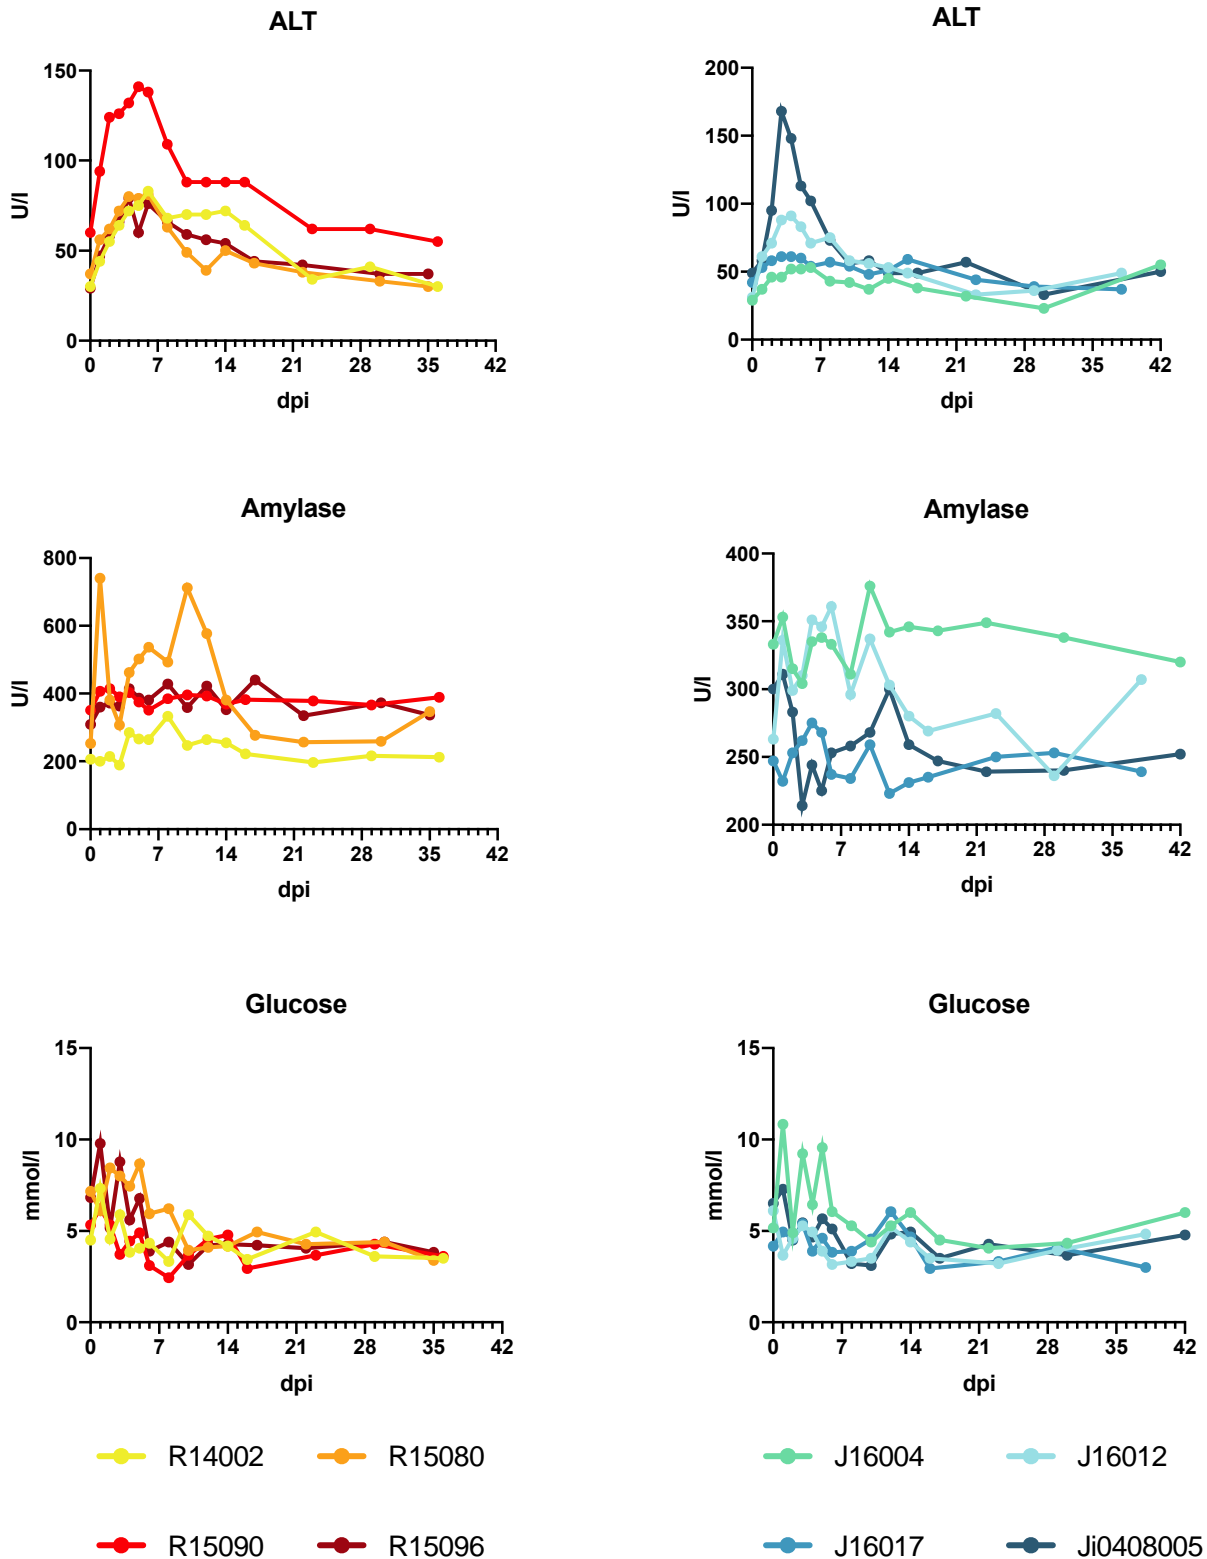 ALT
150
100
50
0
U/l
0 7 14 21 28 35 42
dpi
ALT
200
150
100
50
0
U/l
0 7 14 21 28 35 42
dpi
Amylase
800
600
400
200
0
U/l
0 7 14 21 28 35 42
dpi
Amylase
400
350
300
250
200
U/l
0 7 14 21 28 35 42
dpi
Glucose
15
10
5
0
mmol/l
0 7 14 21 28 35 42
dpi
Glucose
15
10
5
0
mmol/l
0 7 14 21 28 35 42
dpi
R14002 R15080
R15090 R15096
J16004 J16012
J16017 Ji0408005